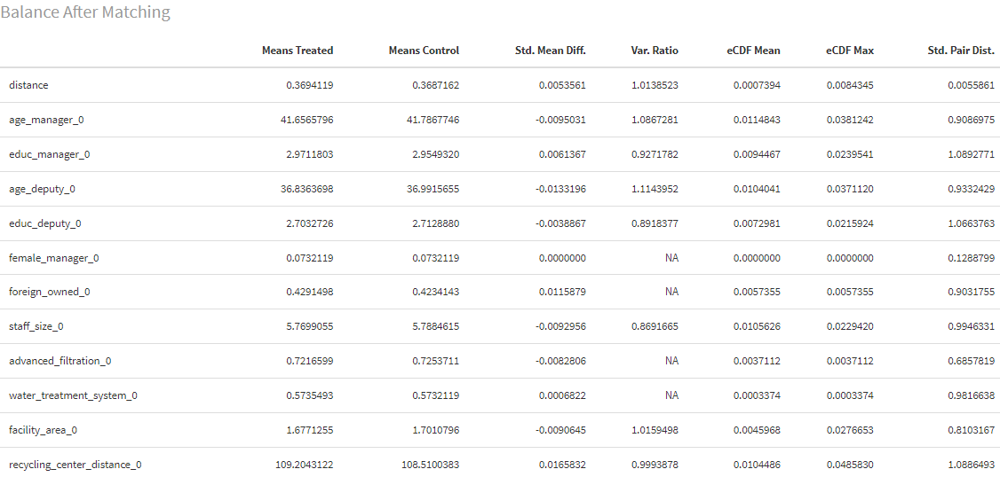 Balance After Matching
Means Treated Means Control Std. Mean Diff. Var. Ratio eCDF Mean eCDF Max Std. Pair Dist.
distance 0.3694119 0.3687162 0.0053561 1.0138523 0.0007394 0.0084345 0.0055861
age_manager_0 41.6565796 41.7867746 -0.0095031 1.0867281 0.0114843 0.0381242 0.9086975
educ_manager_0 2.9711803 2.9549320 0.0061367 0.9271782 0.0094467 0.0239541 1.0892771
age_deputy_0 36.8363698 36.9915655 -0.0133196 1.1143952 0.0104041 0.0371120 0.9332429
educ_deputy_0 2.7032726 2.7128880 -0.0038867 0.8918377 0.0072981 0.0215924 1.0663763
female_manager_0 0.0732119 0.0732119 0.0000000 NA 0.0000000 0.0000000 0.1288799
foreign_owned_0 0.4291498 0.4234143 0.0115879 NA 0.0057355 0.0057355 0.9031755
staff_size_0 5.7699055 5.7884615 -0.0092956 0.8691665 0.0105626 0.0229420 0.9946331
advanced_filtration_0 0.7216599 0.7253711 -0.0082806 NA 0.0037112 0.0037112 0.6857819
water_treatment_system_0 0.5735493 0.5732119 0.0006822 NA 0.0003374 0.0003374 0.9816638
facility_area_0 1.6771255 1.7010796 -0.0090645 1.0159498 0.0045968 0.0276653 0.8103167
recycling_center_distance_0 109.2043122 108.5100383 0.0165832 0.9993878 0.0104486 0.0485830 1.0886493